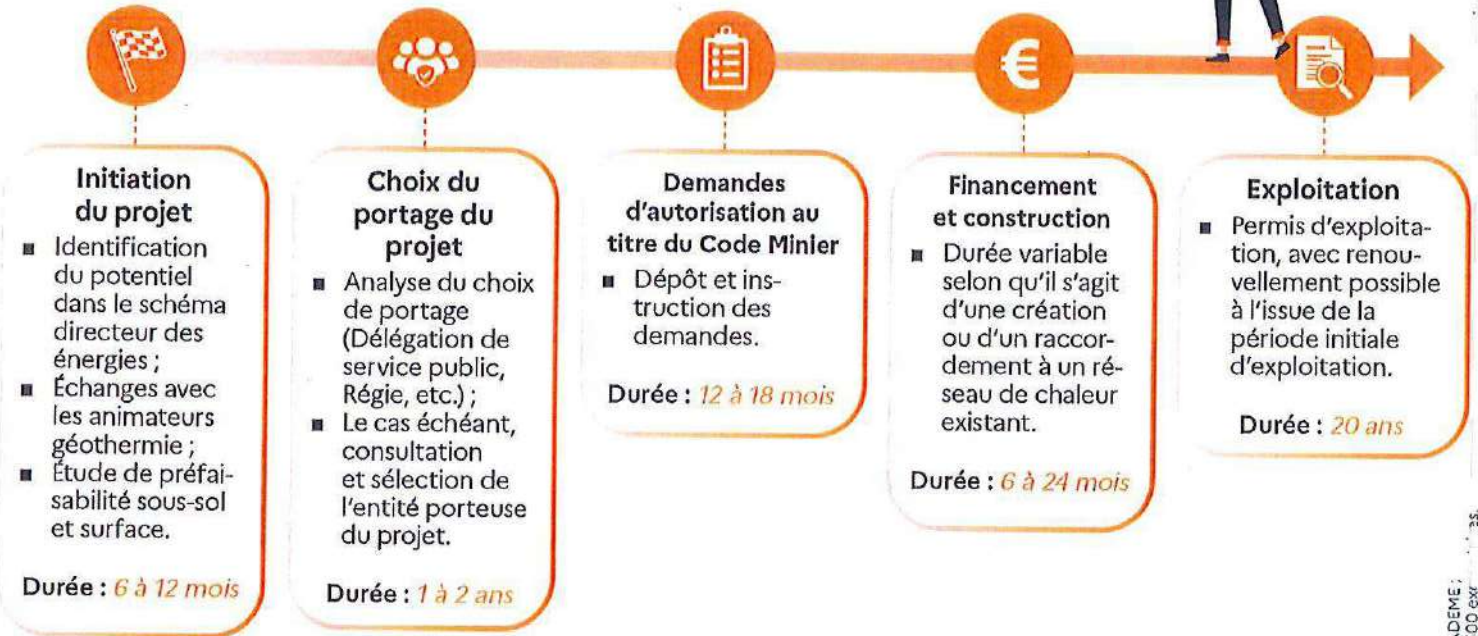 Initiation
du projet
■ Identification
du potentiel
dans le schéma
directeur des
énergies ;
■ Échanges avec
les animateurs
géothermie ;
■ Étude de préfai-
sabilité sous-sol
et surface.
Durée : 6 à 12 mois
Choix du
portage du
projet
■ Analyse du choix
de portage
(Délégation de
service public,
Régie, etc.) ;
■ Le cas échéant,
consultation
et sélection de
l'entité porteuse
du projet.
Durée : 1 à 2 ans
Demandes
d'autorisation au
titre du Code Minier
■ Dépôt et ins-
truction des
demandes.
Durée : 12 à 18 mois
€
Financement
et construction
■ Durée variable
selon qu'il s'agit
d'une création
ou d'un raccor-
dement à un ré-
seau de chaleur
existant.
Durée : 6 à 24 mois
Exploitation
■ Permis d'exploita-
tion, avec renou-
vellement possible
à l'issue de la
période initiale
d'exploitation.
Durée : 20 ans